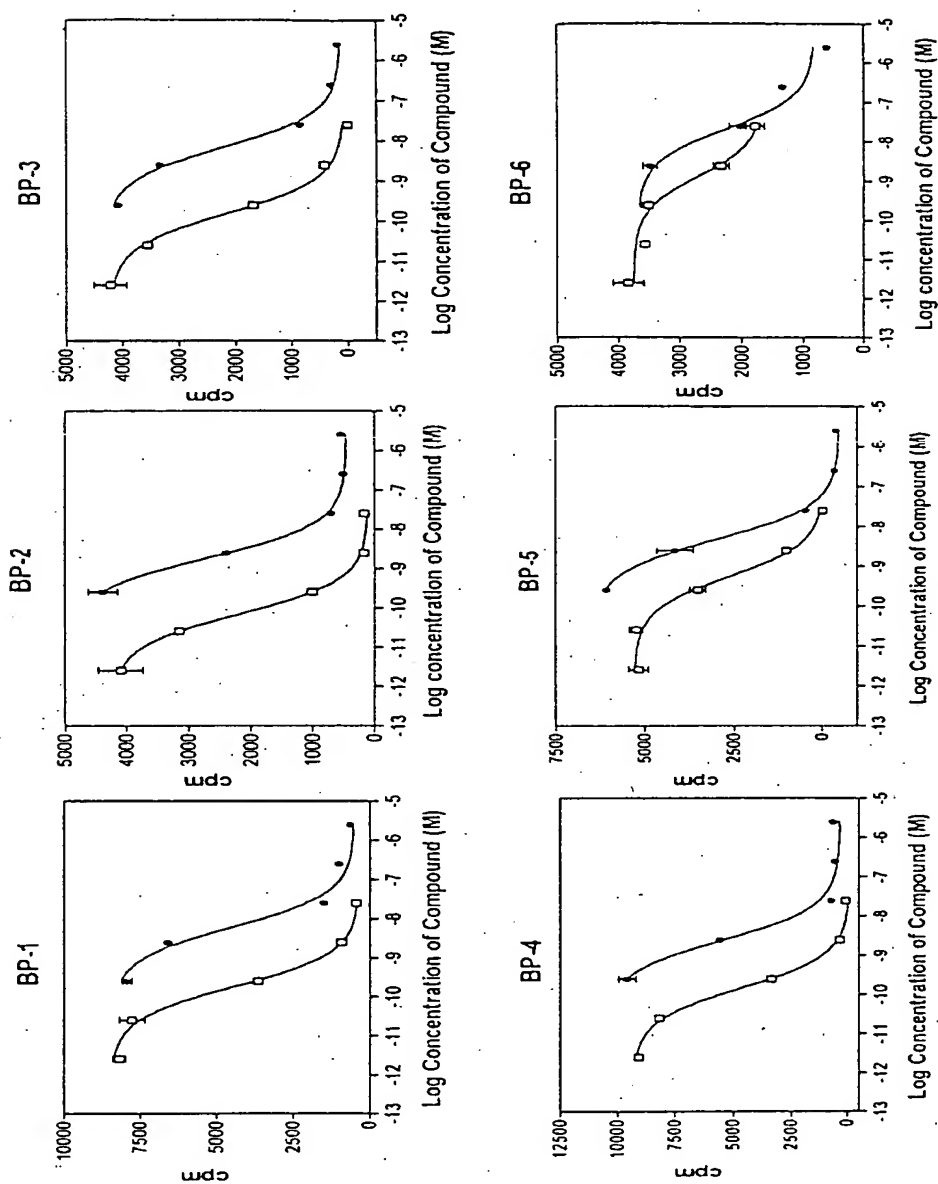 BP-1
10000
7500
5000
2500
0
cpm
-13 -12 -11 -10 -9 -8 -7 -6 -5
Log Concentration of Compound (M)
BP-2
5000
4000
3000
2000
1000
0
cpm
-13 -12 -11 -10 -9 -8 -7 -6 -5
Log concentration of Compound (M)
BP-3
5000
4000
3000
2000
1000
0
cpm
-13 -12 -11 -10 -9 -8 -7 -6 -5
Log Concentration of Compound (M)
BP-4
12500
10000
7500
5000
2500
0
cpm
-13 -12 -11 -10 -9 -8 -7 -6 -5
Log Concentration of Compound (M)
BP-5
7500
5000
2500
0
cpm
-13 -12 -11 -10 -9 -8 -7 -6 -5
Log Concentration of Compound (M)
BP-6
5000
4000
3000
2000
1000
0
cpm
-13 -12 -11 -10 -9 -8 -7 -6 -5
Log concentration of Compound (M)